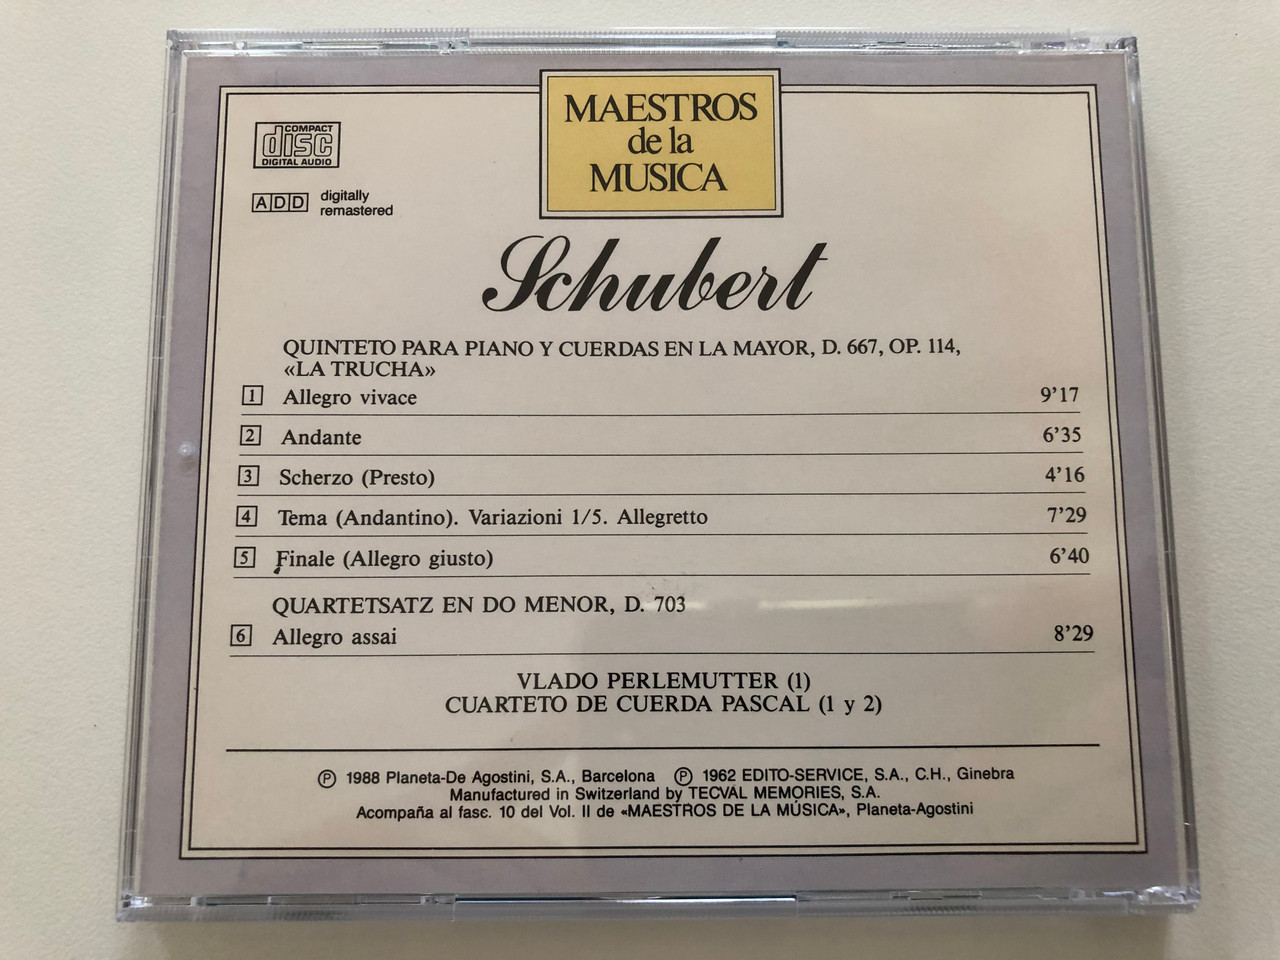 MAESTROS
de la
MUSICA
COMPACT
disc
DIGITAL AUDIO
ADD digitally
remastered
Schubert
QUINTETO PARA PIANO Y CUERDAS EN LA MAYOR, D. 667, OP. 114,
«LA TRUCHA»
1 Allegro vivace 9'17
2 Andante 6'35
3 Scherzo (Presto) 4'16
4 Tema (Andantino). Variazioni 1/5. Allegretto 7'29
5 Finale (Allegro giusto) 6'40
QUARTETSATZ EN DO MENOR, D. 703
6 Allegro assai 8'29
VLADO PERLEMUTTER (1)
CUARTETO DE CUERDA PASCAL (1 y 2)
Ⓟ 1988 Planeta-De Agostini, S.A., Barcelona Ⓟ 1962 EDITO-SERVICE, S.A., C.H., Ginebra
Manufactured in Switzerland by TECVAL MEMORIES, S.A.
Acompaña al fasc. 10 del Vol. II de «MAESTROS DE LA MÚSICA», Planeta-Agostini